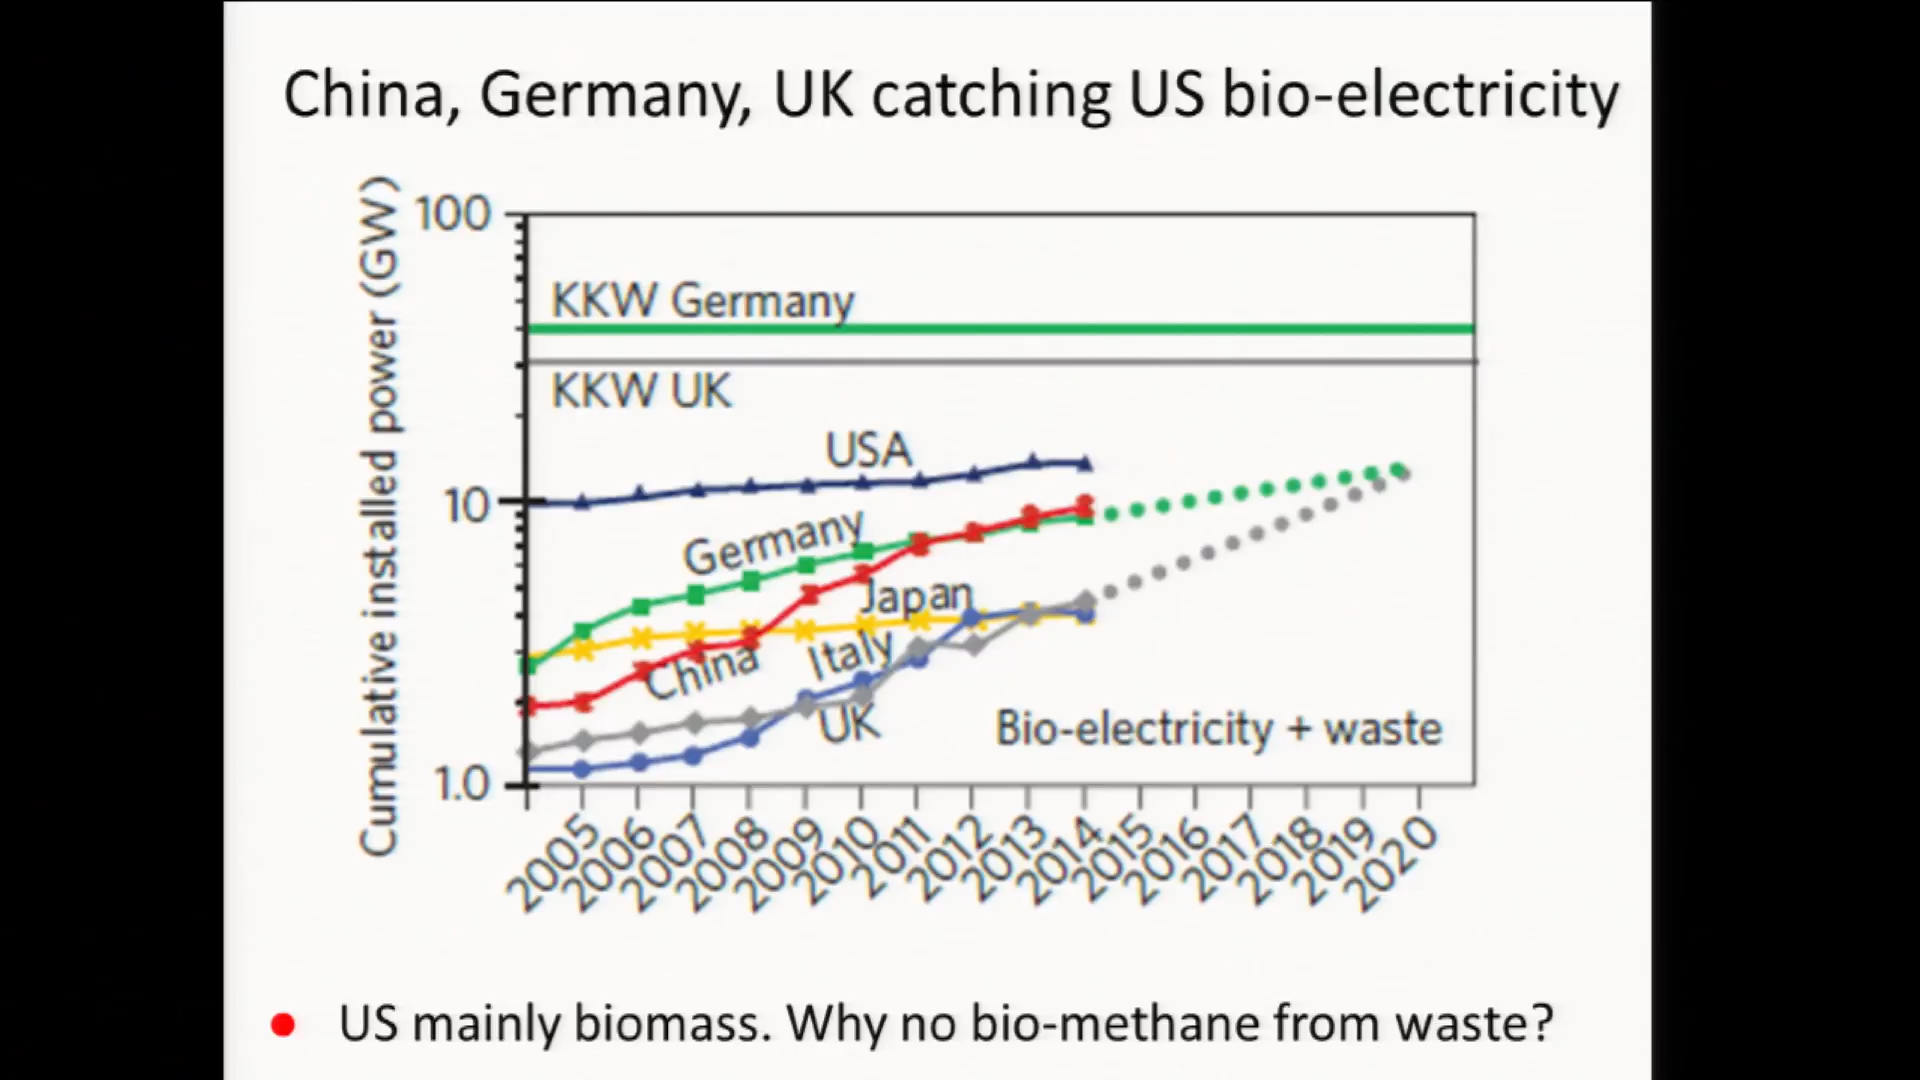 China, Germany, UK catching US bio-electricity
Cumulative installed power (GW)
100
10
1.0
KKW Germany
KKW UK
USA
Germany
Japan
China
Italy
UK
Bio-electricity + waste
2005
2006
2007
2008
2009
2010
2011
2012
2013
2014
2015
2016
2017
2018
2019
2020
US mainly biomass. Why no bio-methane from waste?